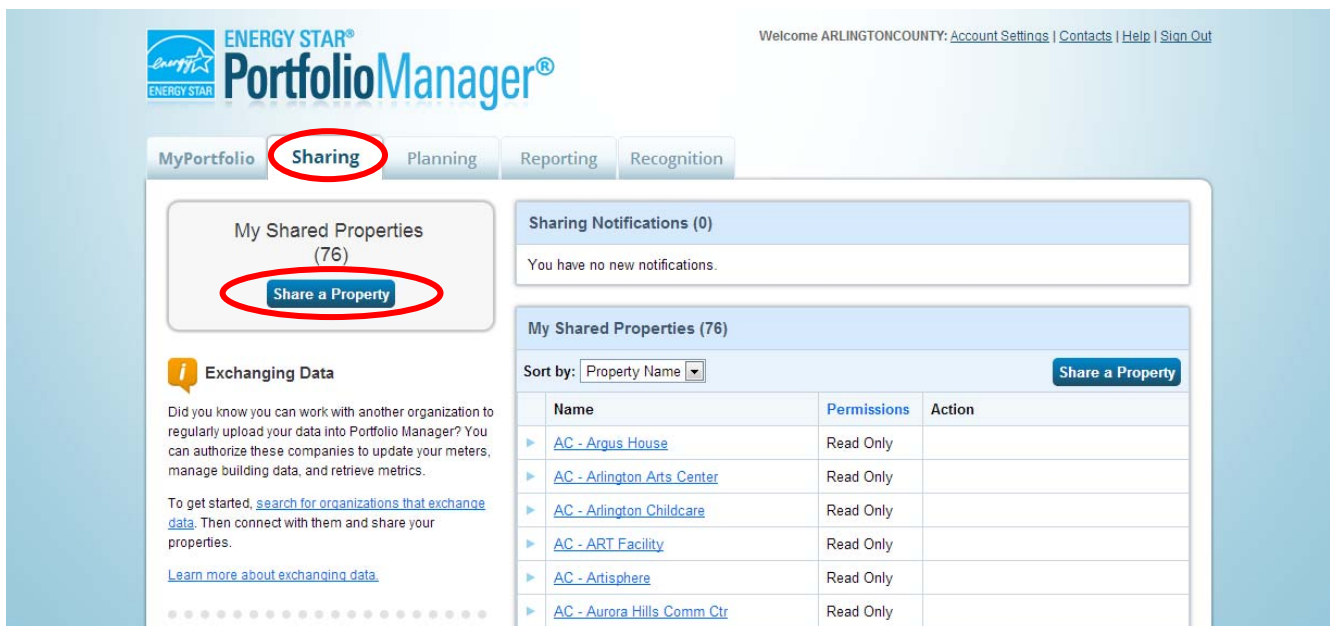 ENERGY STAR®
PortfolioManager®
energy
ENERGY STAR
Welcome ARLINGTONCOUNTY: Account Settings | Contacts | Help | Sign Out
MyPortfolio Sharing Planning Reporting Recognition
My Shared Properties
(76)
Share a Property
Exchanging Data
Did you know you can work with another organization to
regularly upload your data into Portfolio Manager? You
can authorize these companies to update your meters,
manage building data, and retrieve metrics.
To get started, search for organizations that exchange
data. Then connect with them and share your
properties.
Learn more about exchanging data.
Sharing Notifications (0)
You have no new notifications.
My Shared Properties (76)
Sort by: Property Name Share a Property
Name Permissions Action
AC - Argus House Read Only
AC - Arlington Arts Center Read Only
AC - Arlington Childcare Read Only
AC - ART Facility Read Only
AC - Artisphere Read Only
AC - Aurora Hills Comm Ctr Read Only